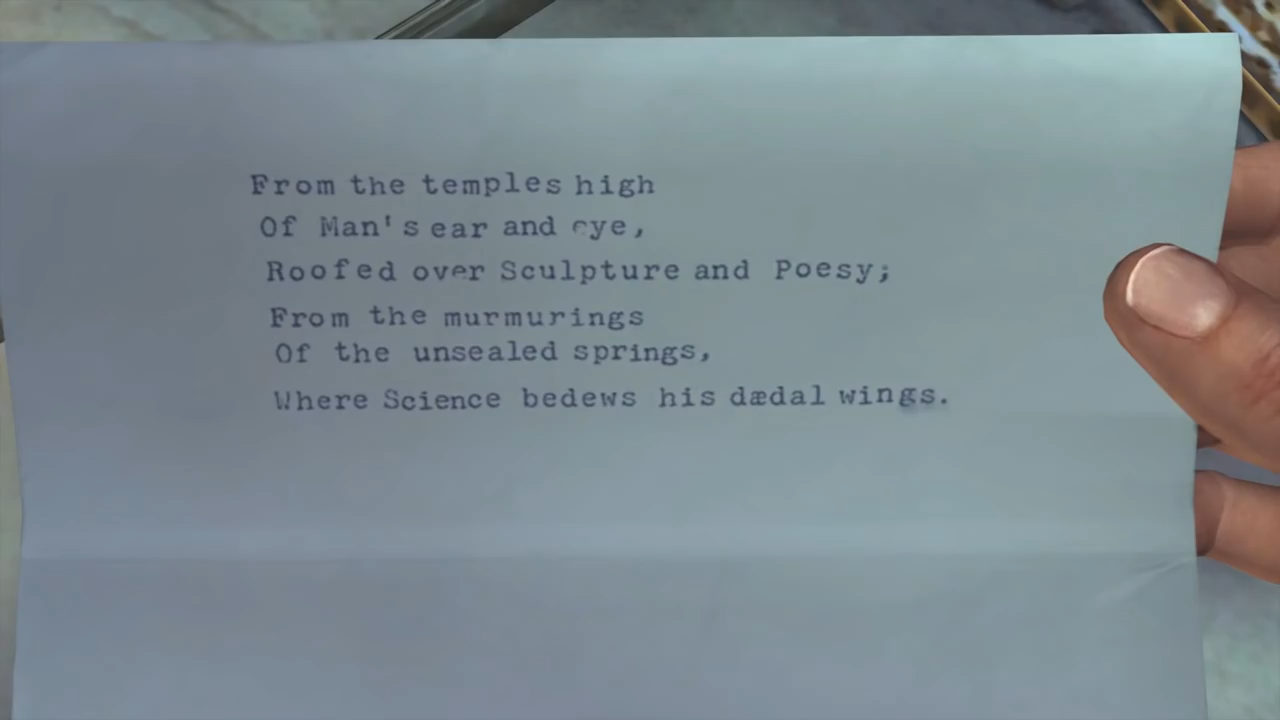 From the temples high
Of Man's ear and eye,
Roofed over Sculpture and Poesy;
From the murmurings
Of the unsealed springs,
Where Science bedews his dædal wings.